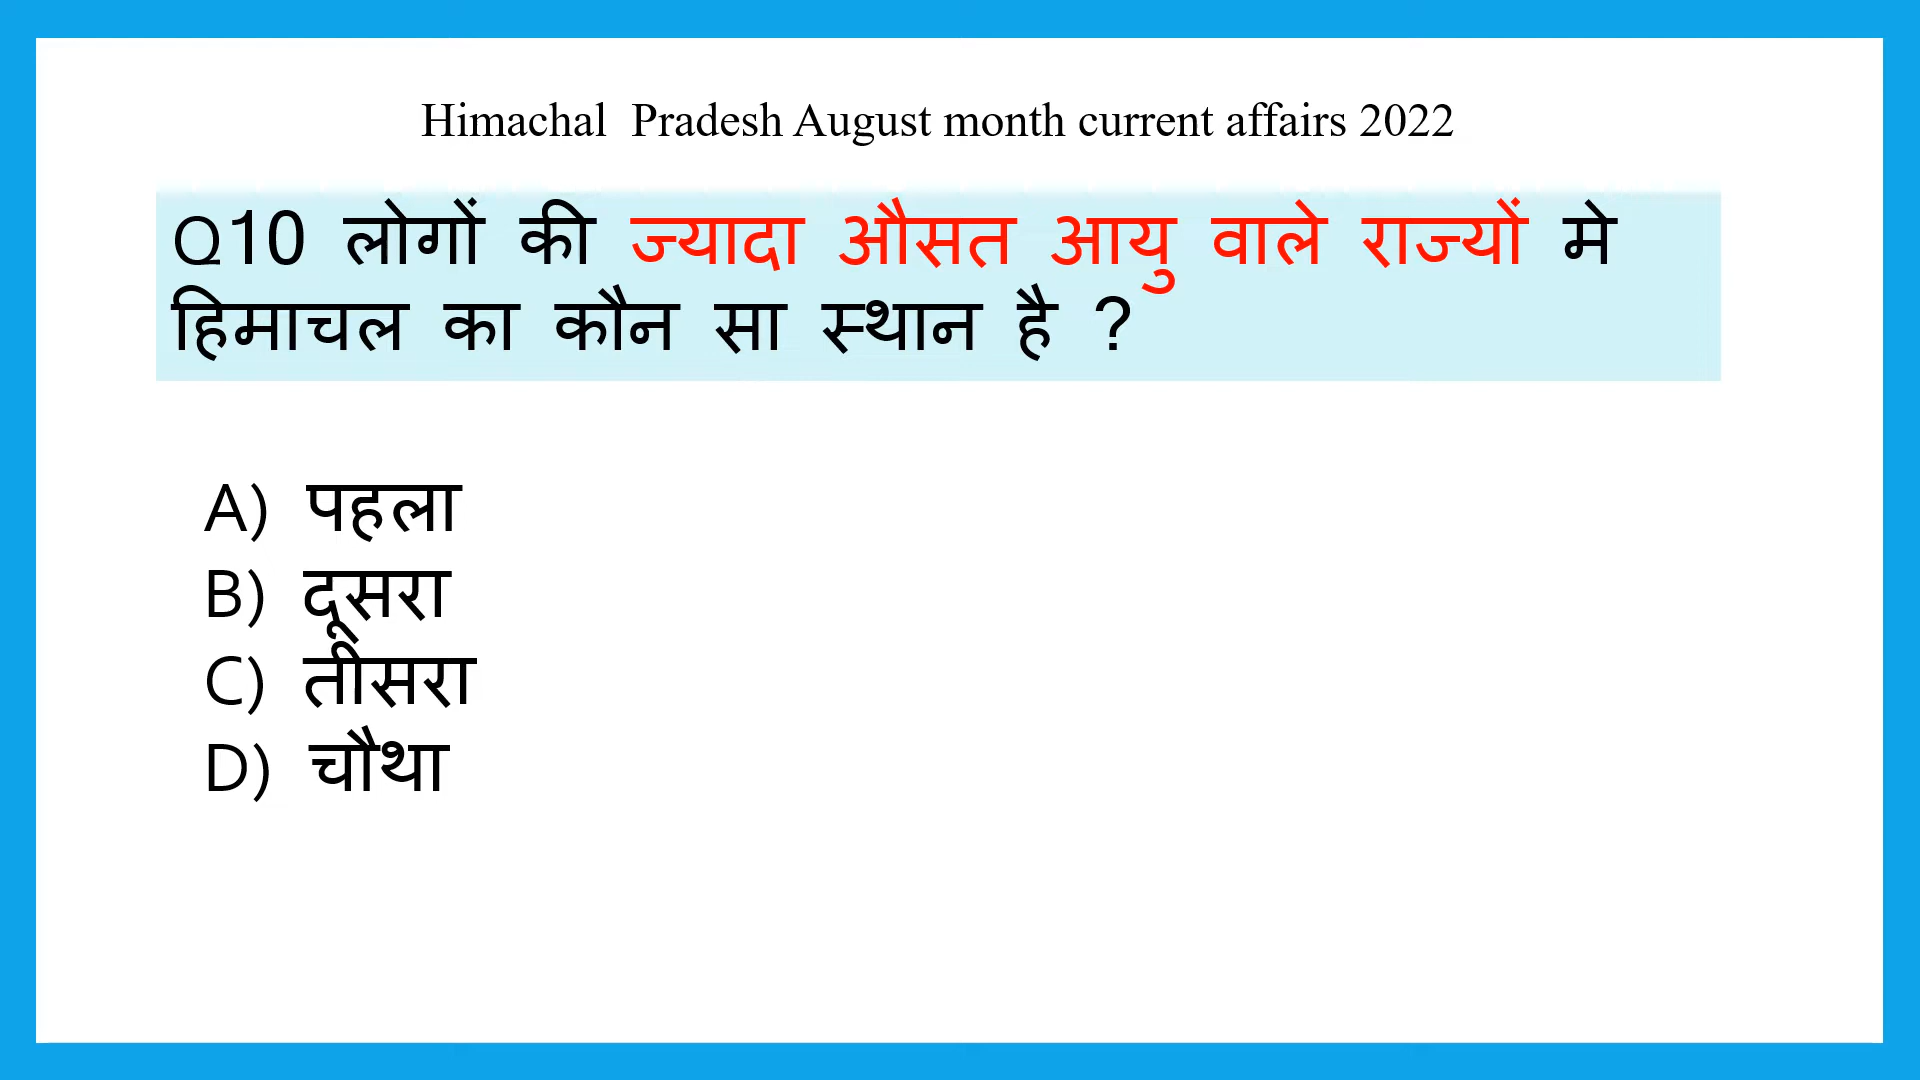 Himachal  Pradesh August month current affairs 2022
Q10 लोगों की ज्यादा औसत आयु वाले राज्यों मे
हिमाचल का कौन सा स्थान है ?
A) पहला
B) दूसरा
C) तीसरा
D) चौथा